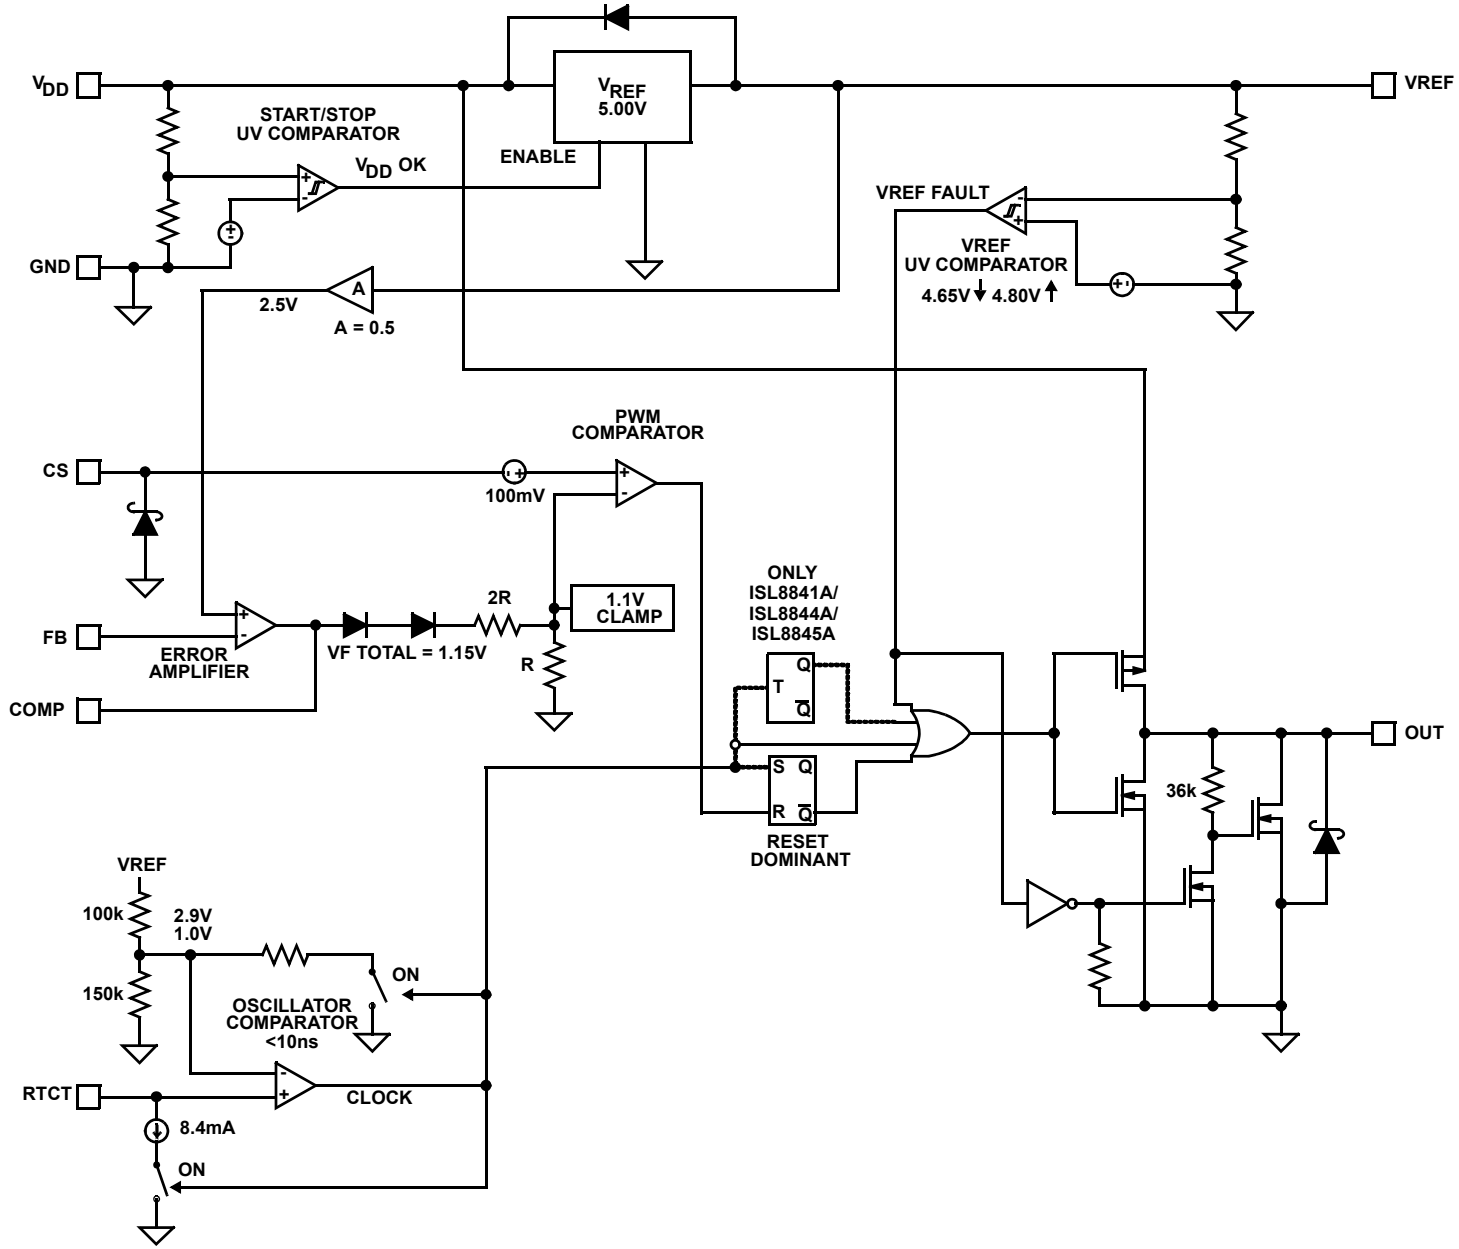 VDD
START/STOP
UV COMPARATOR
VDD OK
ENABLE
VREF
5.00V
VREF
+
-
+
-
VREF FAULT
-
+
VREF
UV COMPARATOR
4.65V 4.80V
+ -
GND
2.5V
A
A = 0.5
PWM
COMPARATOR
CS
- +
100mV
+
-
ONLY
ISL8841A/
ISL8844A/
ISL8845A
2R
1.1V
CLAMP
+
-
FB
ERROR
AMPLIFIER
VF TOTAL = 1.15V
R
COMP
Q
T
Q
S Q
R Q
RESET
DOMINANT
OUT
36k
VREF
100k
2.9V
1.0V
150k
ON
OSCILLATOR
COMPARATOR
<10ns
-
+
RTCT
CLOCK
8.4mA
ON